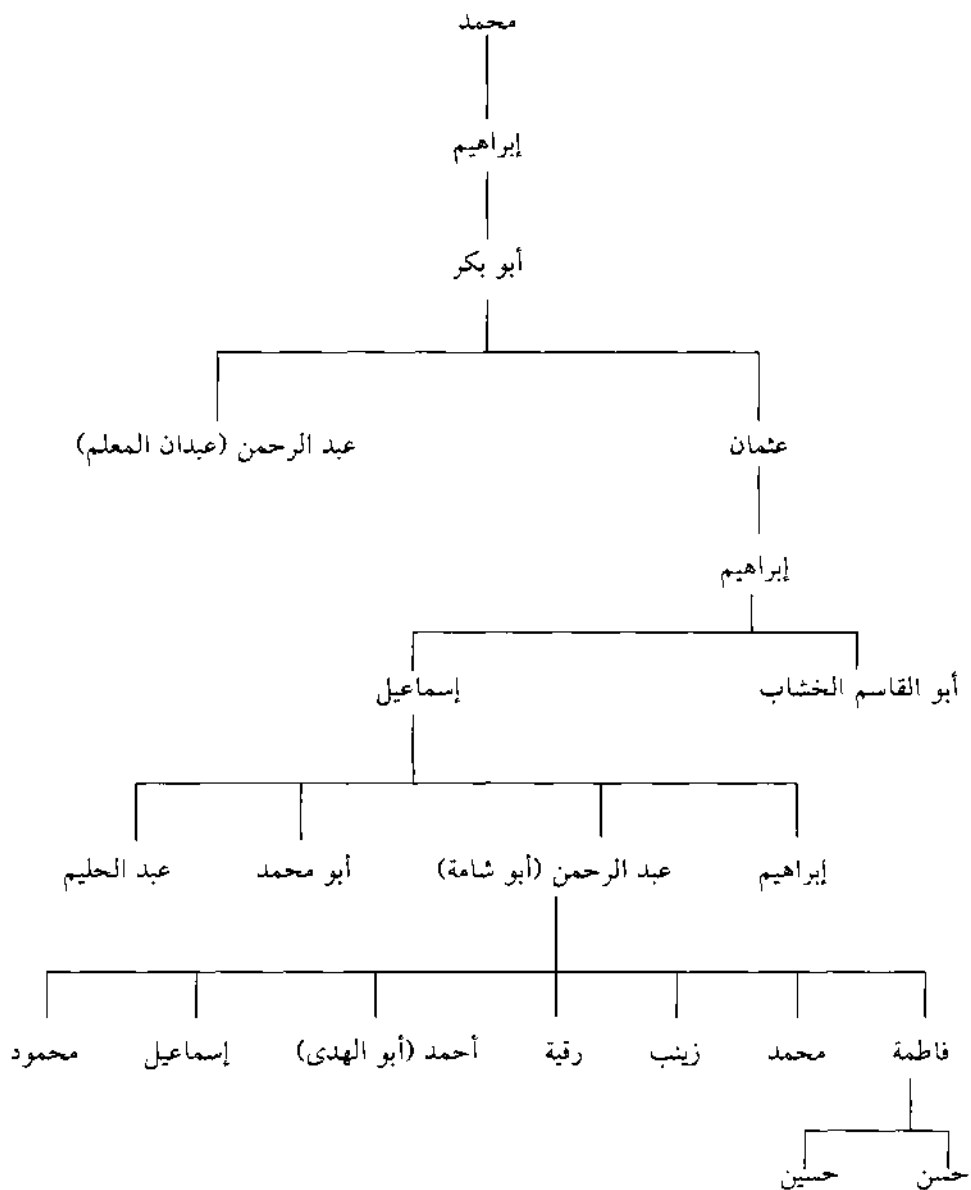 محمد
إبراهيم
أبو بكر
عثمان عبد الرحمن (عبدان المعلم)
إبراهيم
أبو القاسم الخشاب إسماعيل
إبراهيم عبد الرحمن (أبو شامة) أبو محمد عبد الحليم
فاطمة محمد زينب رقية أحمد (أبو الهدى) إسماعيل محمود
حسن حسين